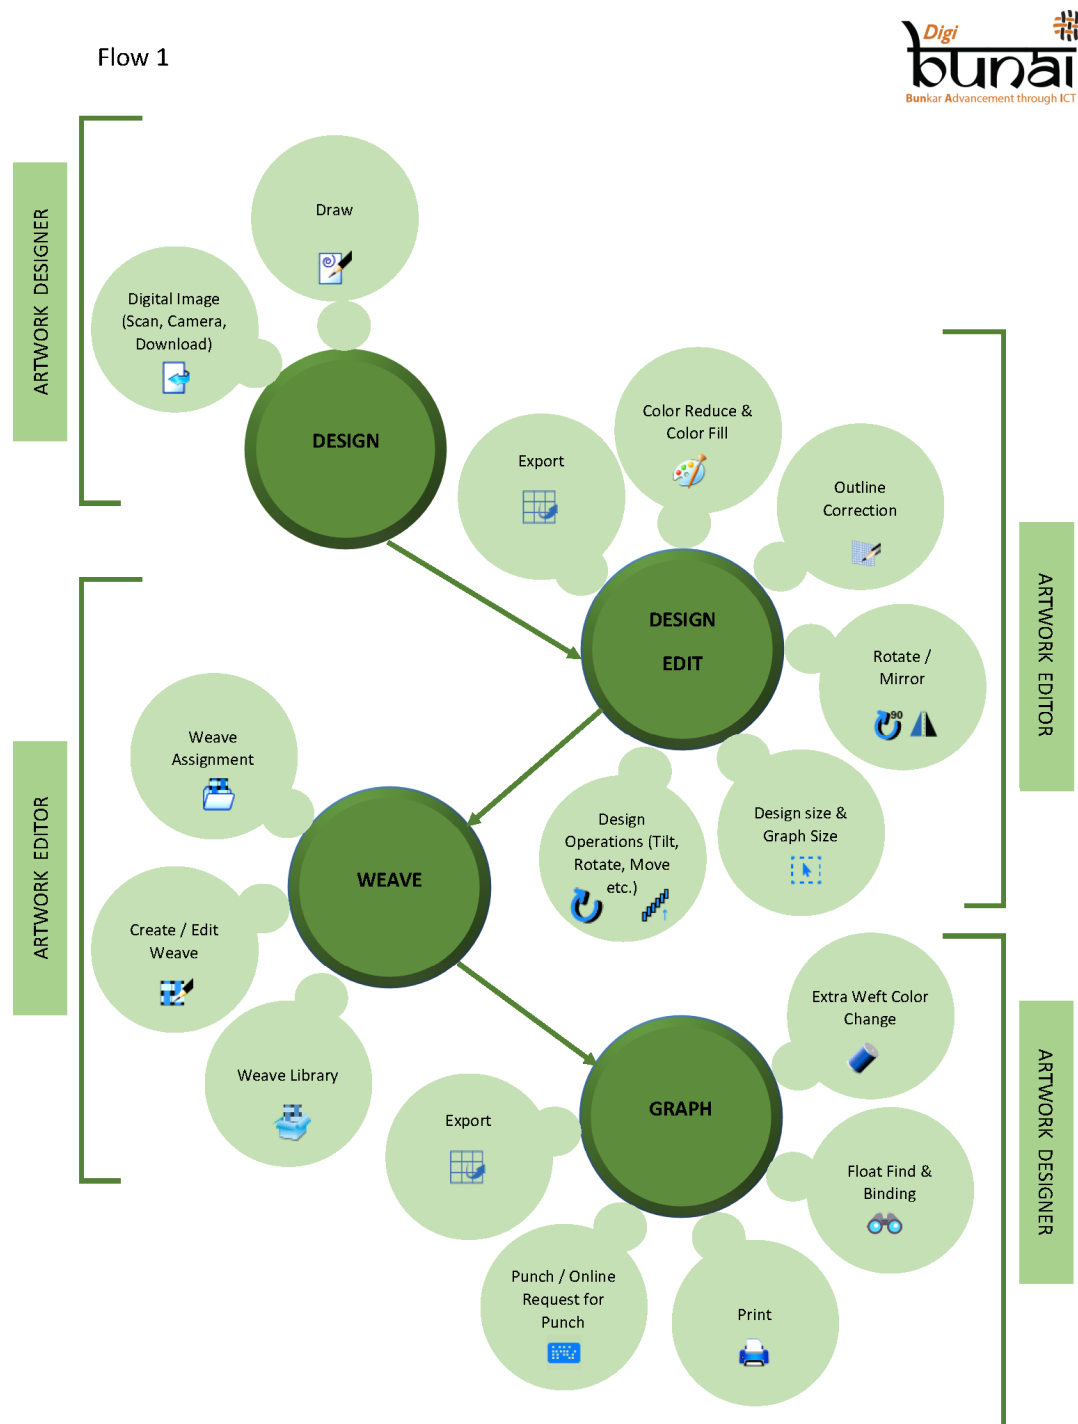 Flow 1
Digi
bunai
Bunkar Advancement through ICT
ARTWORK DESIGNER
Draw
Digital Image
(Scan, Camera,
Download)
DESIGN
ARTWORK EDITOR
Export
Color Reduce &
Color Fill
Outline
Correction
DESIGN
EDIT
Rotate /
Mirror
90
Design size &
Graph Size
Design
Operations (Tilt,
Rotate, Move
etc.)
ARTWORK EDITOR
Weave
Assignment
WEAVE
Create / Edit
Weave
Weave Library
ARTWORK DESIGNER
Extra Weft Color
Change
GRAPH
Export
Float Find &
Binding
Punch / Online
Request for
Punch
Print